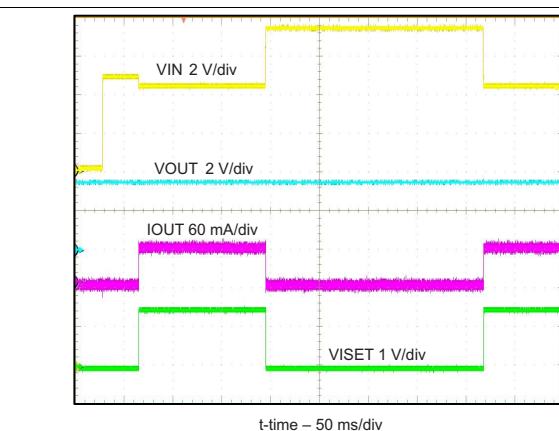 VIN 2 V/div
VOUT 2 V/div
IOUT 60 mA/div
VISET 1 V/div
t-time – 50 ms/div